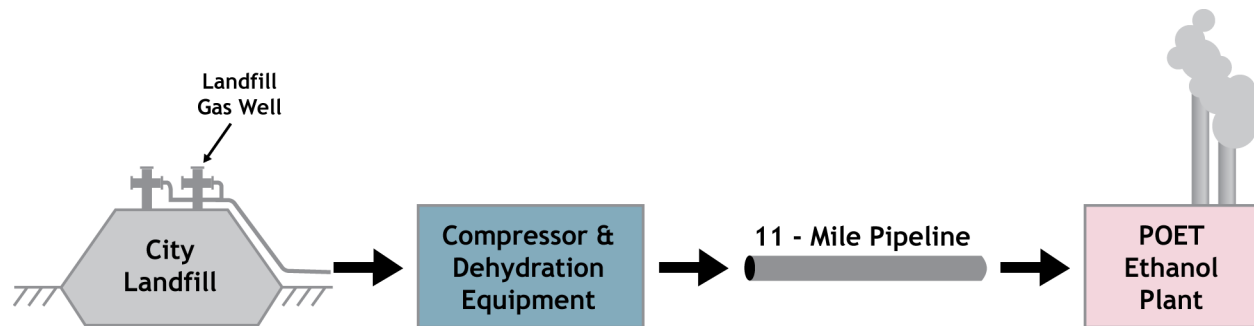 Landfill
Gas Well
City
Landfill
Compressor &
Dehydration
Equipment
11 - Mile Pipeline
POET
Ethanol
Plant